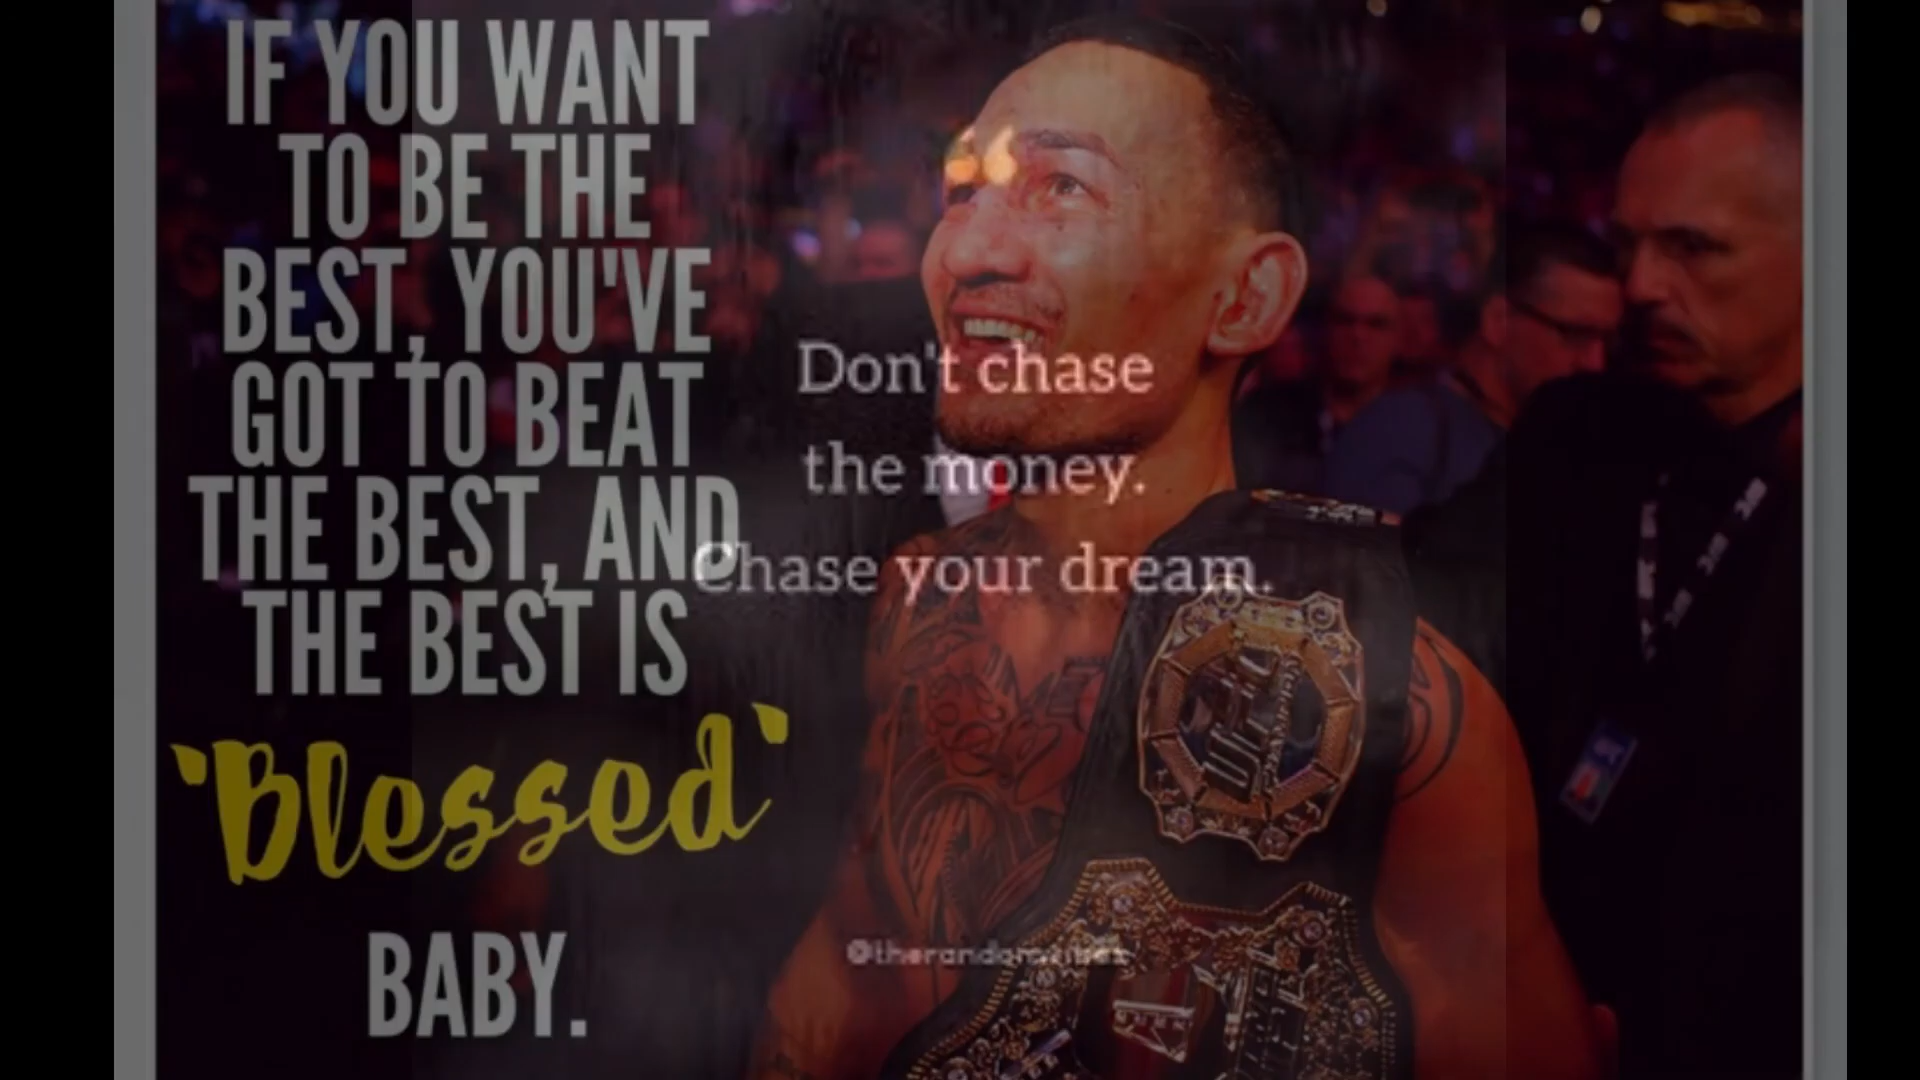 IF YOU WANT
TO BE THE
BEST, YOU'VE
GOT TO BEAT
THE BEST, AND
THE BEST IS
'Blessed'
BABY.
Don't chase
the money.
Chase your dream.
UFC